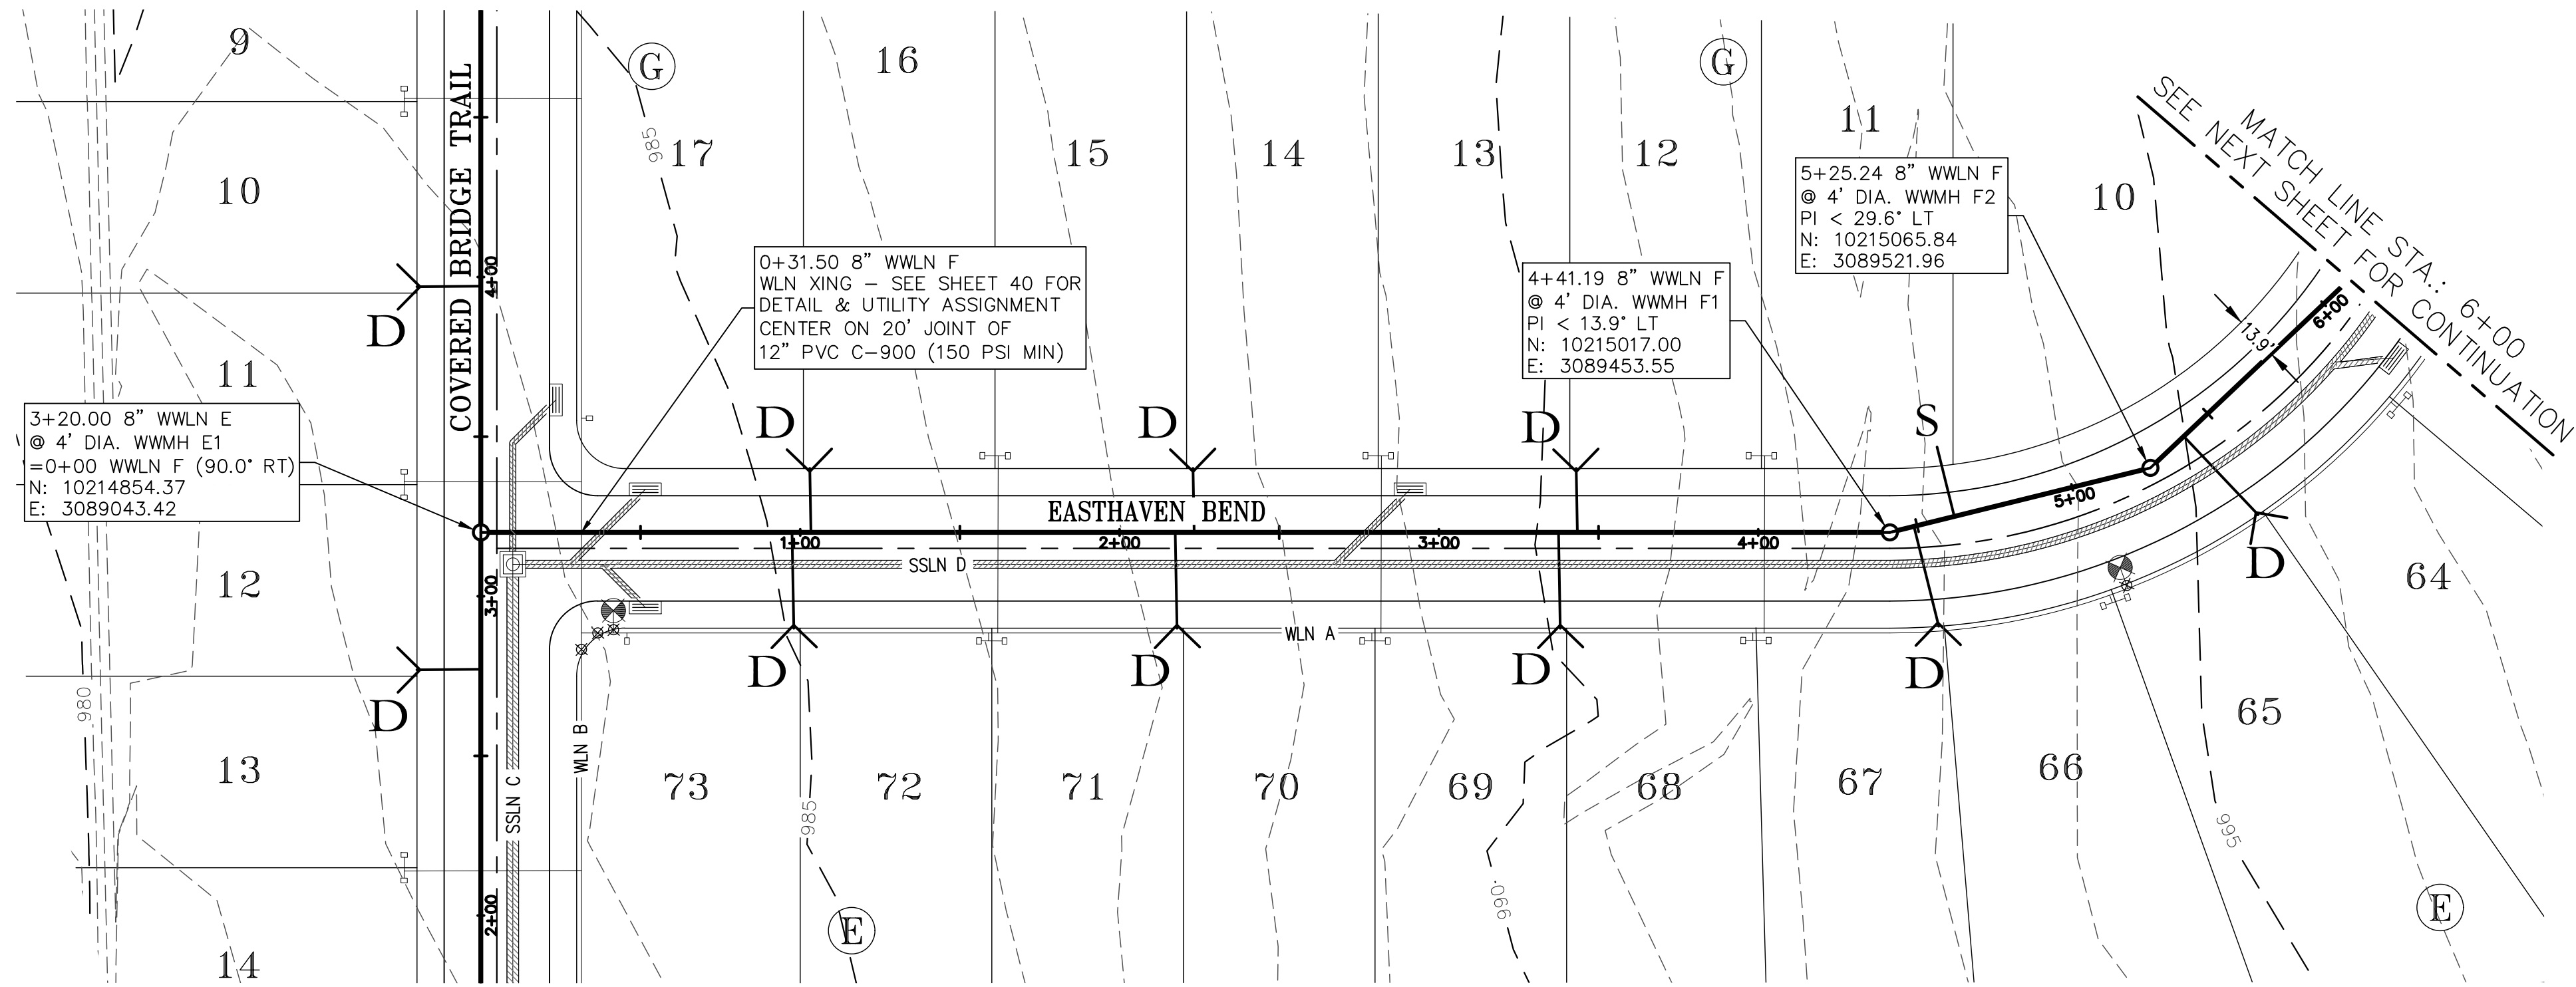 9
10
11
12
13
14
980
COVERED BRIDGE TRAIL
4+00
3+00
2+00
D
D
3+20.00 8" WWLN E
@ 4' DIA. WWMH E1
=0+00 WWLN F (90.0° RT)
N: 10214854.37
E: 3089043.42
G
985
17
16
15
14
13
12
G
11
10
0+31.50 8" WWLN F
WLN XING – SEE SHEET 40 FOR
DETAIL & UTILITY ASSIGNMENT
CENTER ON 20' JOINT OF
12" PVC C-900 (150 PSI MIN)
4+41.19 8" WWLN F
@ 4' DIA. WWMH F1
PI < 13.9° LT
N: 10215017.00
E: 3089453.55
5+25.24 8" WWLN F
@ 4' DIA. WWMH F2
PI < 29.6° LT
N: 10215065.84
E: 3089521.96
MATCH LINE STA.: 6+00
SEE NEXT SHEET FOR CONTINUATION
13.9'
6+00
D
D
D
S
EASTHAVEN BEND
1+00
2+00
3+00
4+00
5+00
SSLN D
WLN A
D
D
D
D
D
SSLN C
WLN B
73
72
71
70
69
68
67
66
65
64
985
990
995
E
E